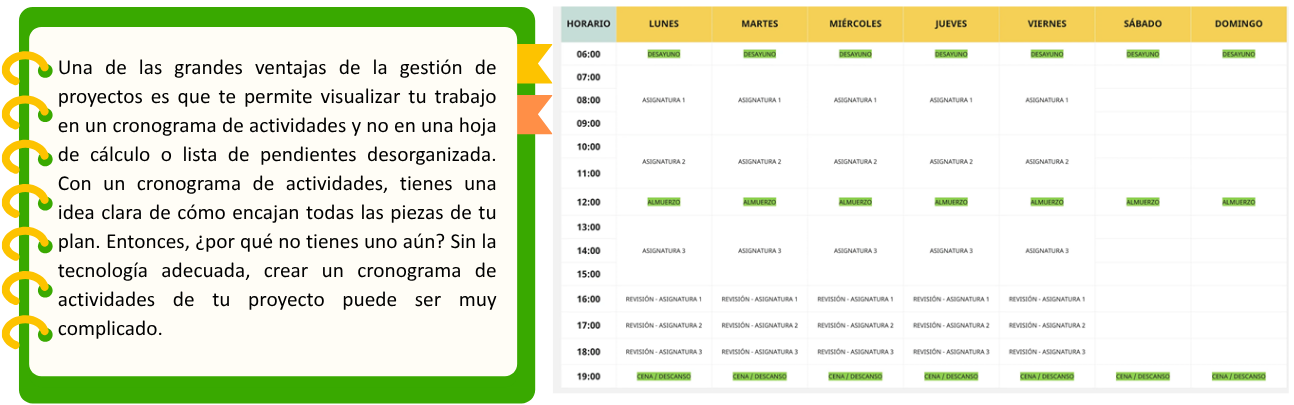 Una de las grandes ventajas de la gestión de
proyectos es que te permite visualizar tu trabajo
en un cronograma de actividades y no en una hoja
de cálculo o lista de pendientes desorganizada.
Con un cronograma de actividades, tienes una
idea clara de cómo encajan todas las piezas de tu
plan. Entonces, ¿por qué no tienes uno aún? Sin la
tecnología adecuada, crear un cronograma de
actividades de tu proyecto puede ser muy
complicado.
HORARIO LUNES MARTES MIÉRCOLES JUEVES VIERNES SÁBADO DOMINGO
06:00 DESAYUNO DESAYUNO DESAYUNO DESAYUNO DESAYUNO DESAYUNO DESAYUNO
07:00
08:00 ASIGNATURA 1 ASIGNATURA 1 ASIGNATURA 1 ASIGNATURA 1 ASIGNATURA 1
09:00
10:00
ASIGNATURA 2 ASIGNATURA 2 ASIGNATURA 2 ASIGNATURA 2 ASIGNATURA 2
11:00
12:00 ALMUERZO ALMUERZO ALMUERZO ALMUERZO ALMUERZO ALMUERZO ALMUERZO
13:00
14:00 ASIGNATURA 3 ASIGNATURA 3 ASIGNATURA 3 ASIGNATURA 3 ASIGNATURA 3
15:00
16:00 REVISIÓN - ASIGNATURA 1 REVISIÓN - ASIGNATURA 1 REVISIÓN - ASIGNATURA 1 REVISIÓN - ASIGNATURA 1 REVISIÓN - ASIGNATURA 1
17:00 REVISIÓN - ASIGNATURA 2 REVISIÓN - ASIGNATURA 2 REVISIÓN - ASIGNATURA 2 REVISIÓN - ASIGNATURA 2 REVISIÓN - ASIGNATURA 2
18:00 REVISIÓN - ASIGNATURA 3 REVISIÓN - ASIGNATURA 3 REVISIÓN - ASIGNATURA 3 REVISIÓN - ASIGNATURA 3 REVISIÓN - ASIGNATURA 3
19:00 CENA / DESCANSO CENA / DESCANSO CENA / DESCANSO CENA / DESCANSO CENA / DESCANSO CENA / DESCANSO CENA / DESCANSO